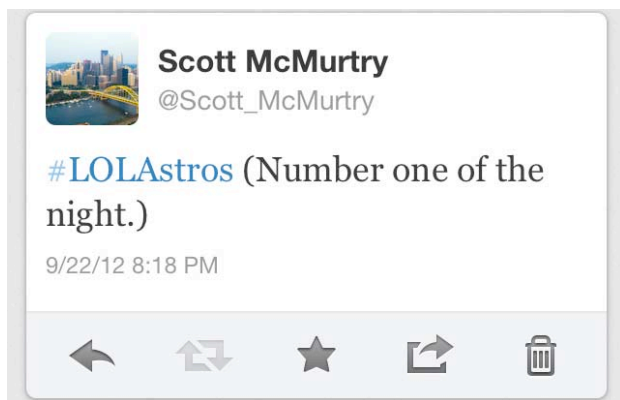 Scott McMurtry
@Scott_McMurtry
#LOLAstros (Number one of the
night.)
9/22/12 8:18 PM